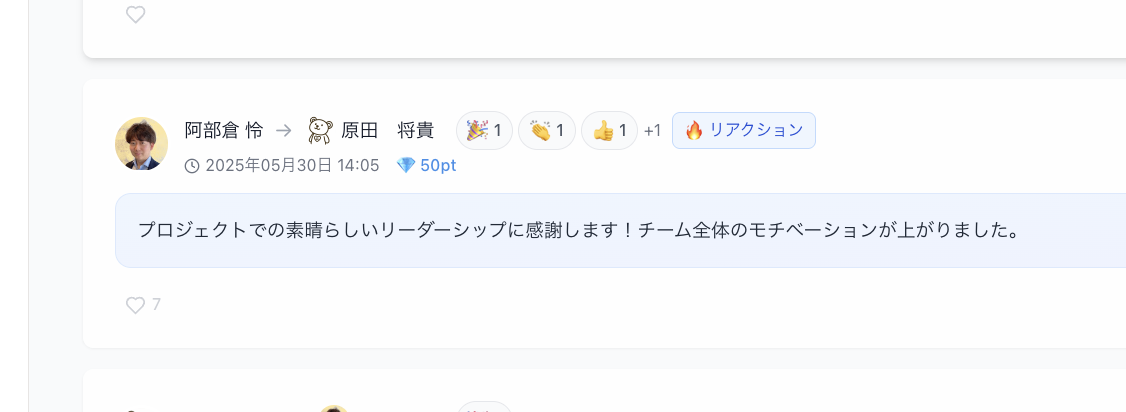 阿部倉 怜 → 原田　将貴 🎉 1 👏 1 👍 1 +1 🔥 リアクション
2025年05月30日 14:05 💎 50pt
プロジェクトでの素晴らしいリーダーシップに感謝します！チーム全体のモチベーションが上がりました。
7